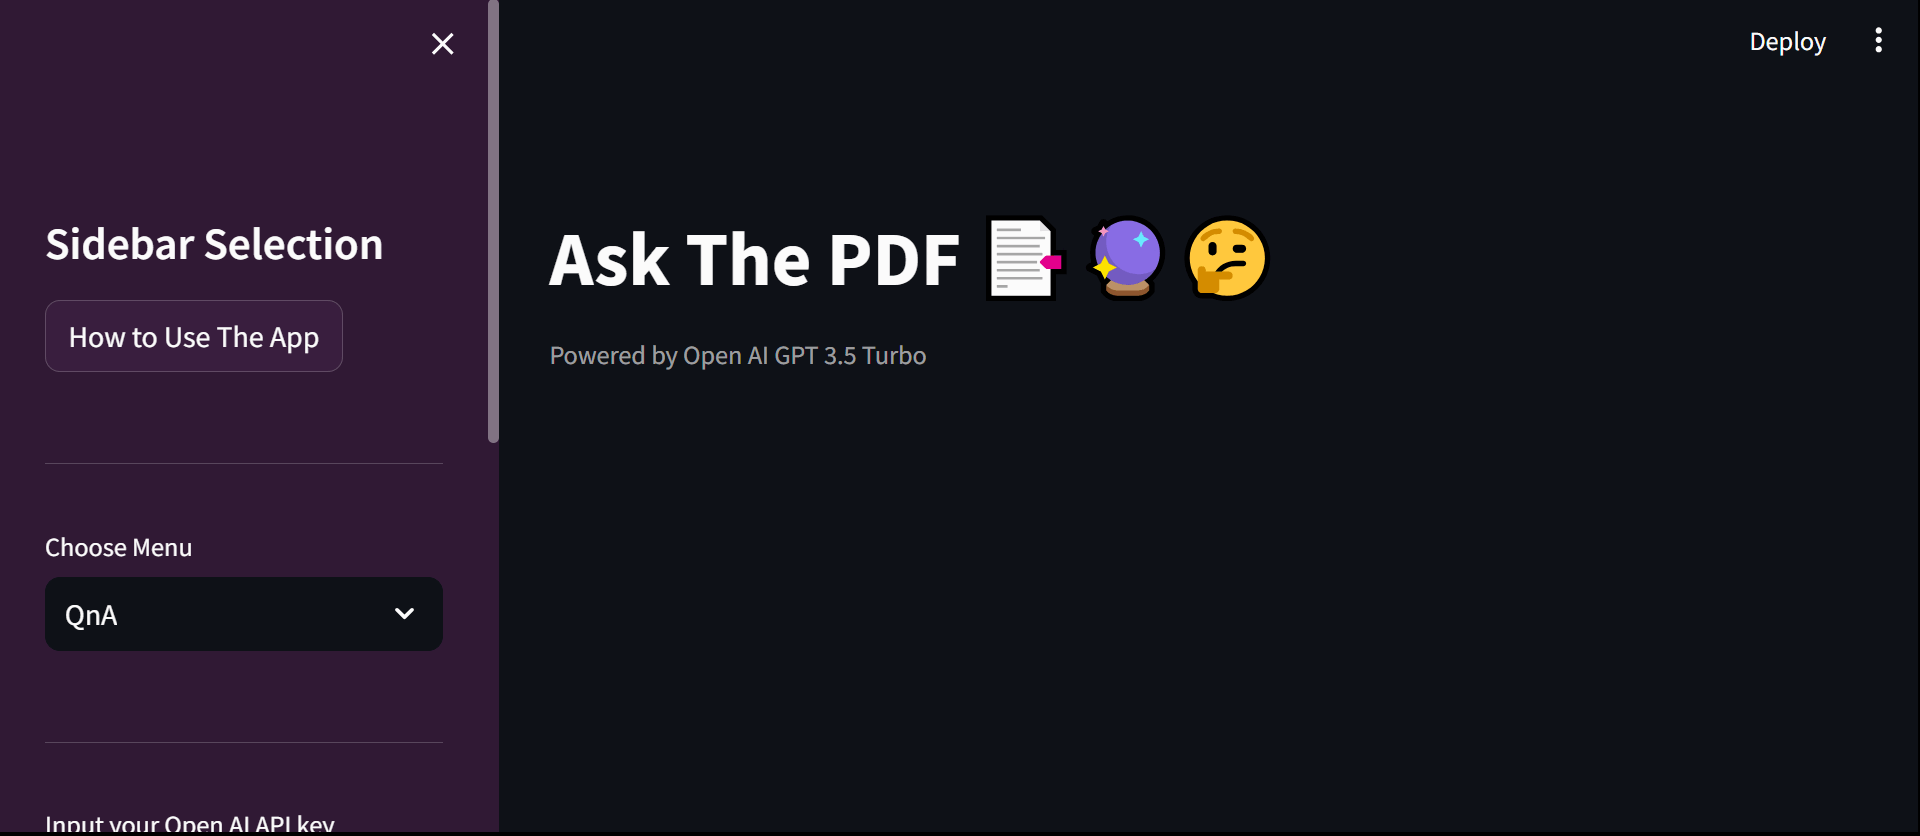 Deploy
Sidebar Selection
How to Use The App
Choose Menu
QnA
Input your Open AI API key
Ask The PDF
Powered by Open AI GPT 3.5 Turbo